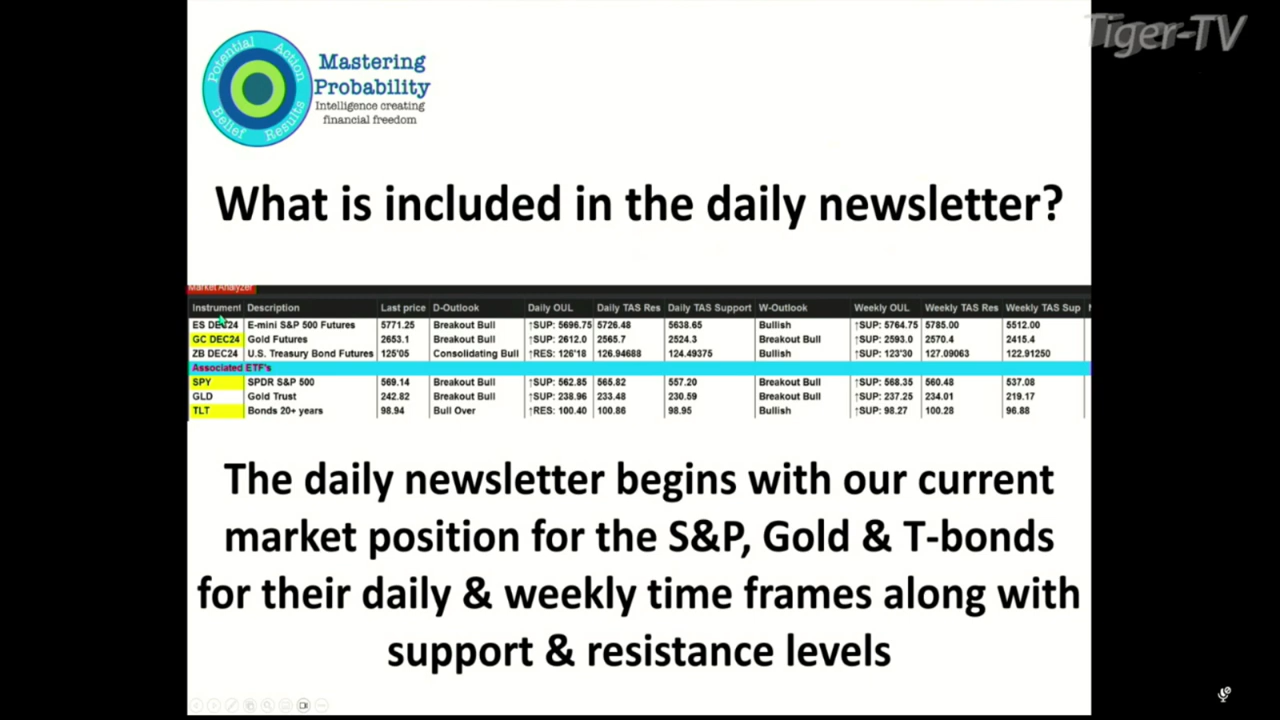 Tiger-TV
Potential Action
Belief Results
Mastering
Probability
Intelligence creating
financial freedom
What is included in the daily newsletter?
Market Analyzer
Instrument Description Last price D-Outlook Daily OUL Daily TAS Res Daily TAS Support W-Outlook Weekly OUL Weekly TAS Res Weekly TAS Sup
ES DEC24 E-mini S&P 500 Futures 5771.25 Breakout Bull ↑SUP: 5696.75 5726.48 5638.65 Bullish ↑SUP: 5764.75 5785.00 5512.00
GC DEC24 Gold Futures 2653.1 Breakout Bull ↑SUP: 2612.0 2565.7 2524.3 Breakout Bull ↑SUP: 2593.0 2570.4 2415.4
ZB DEC24 U.S. Treasury Bond Futures 125'05 Consolidating Bull ↑RES: 126'18 126.94688 124.49375 Bullish ↑SUP: 123'30 127.09063 122.91250
Associated ETF's
SPY SPDR S&P 500 569.14 Breakout Bull ↑SUP: 562.85 565.82 557.20 Breakout Bull ↑SUP: 568.35 560.48 537.08
GLD Gold Trust 242.82 Breakout Bull ↑SUP: 238.96 233.48 230.59 Breakout Bull ↑SUP: 237.25 234.01 219.17
TLT Bonds 20+ years 98.94 Bull Over ↑RES: 100.40 100.86 98.95 Bullish ↑SUP: 98.27 100.28 96.88
The daily newsletter begins with our current
market position for the S&P, Gold & T-bonds
for their daily & weekly time frames along with
support & resistance levels